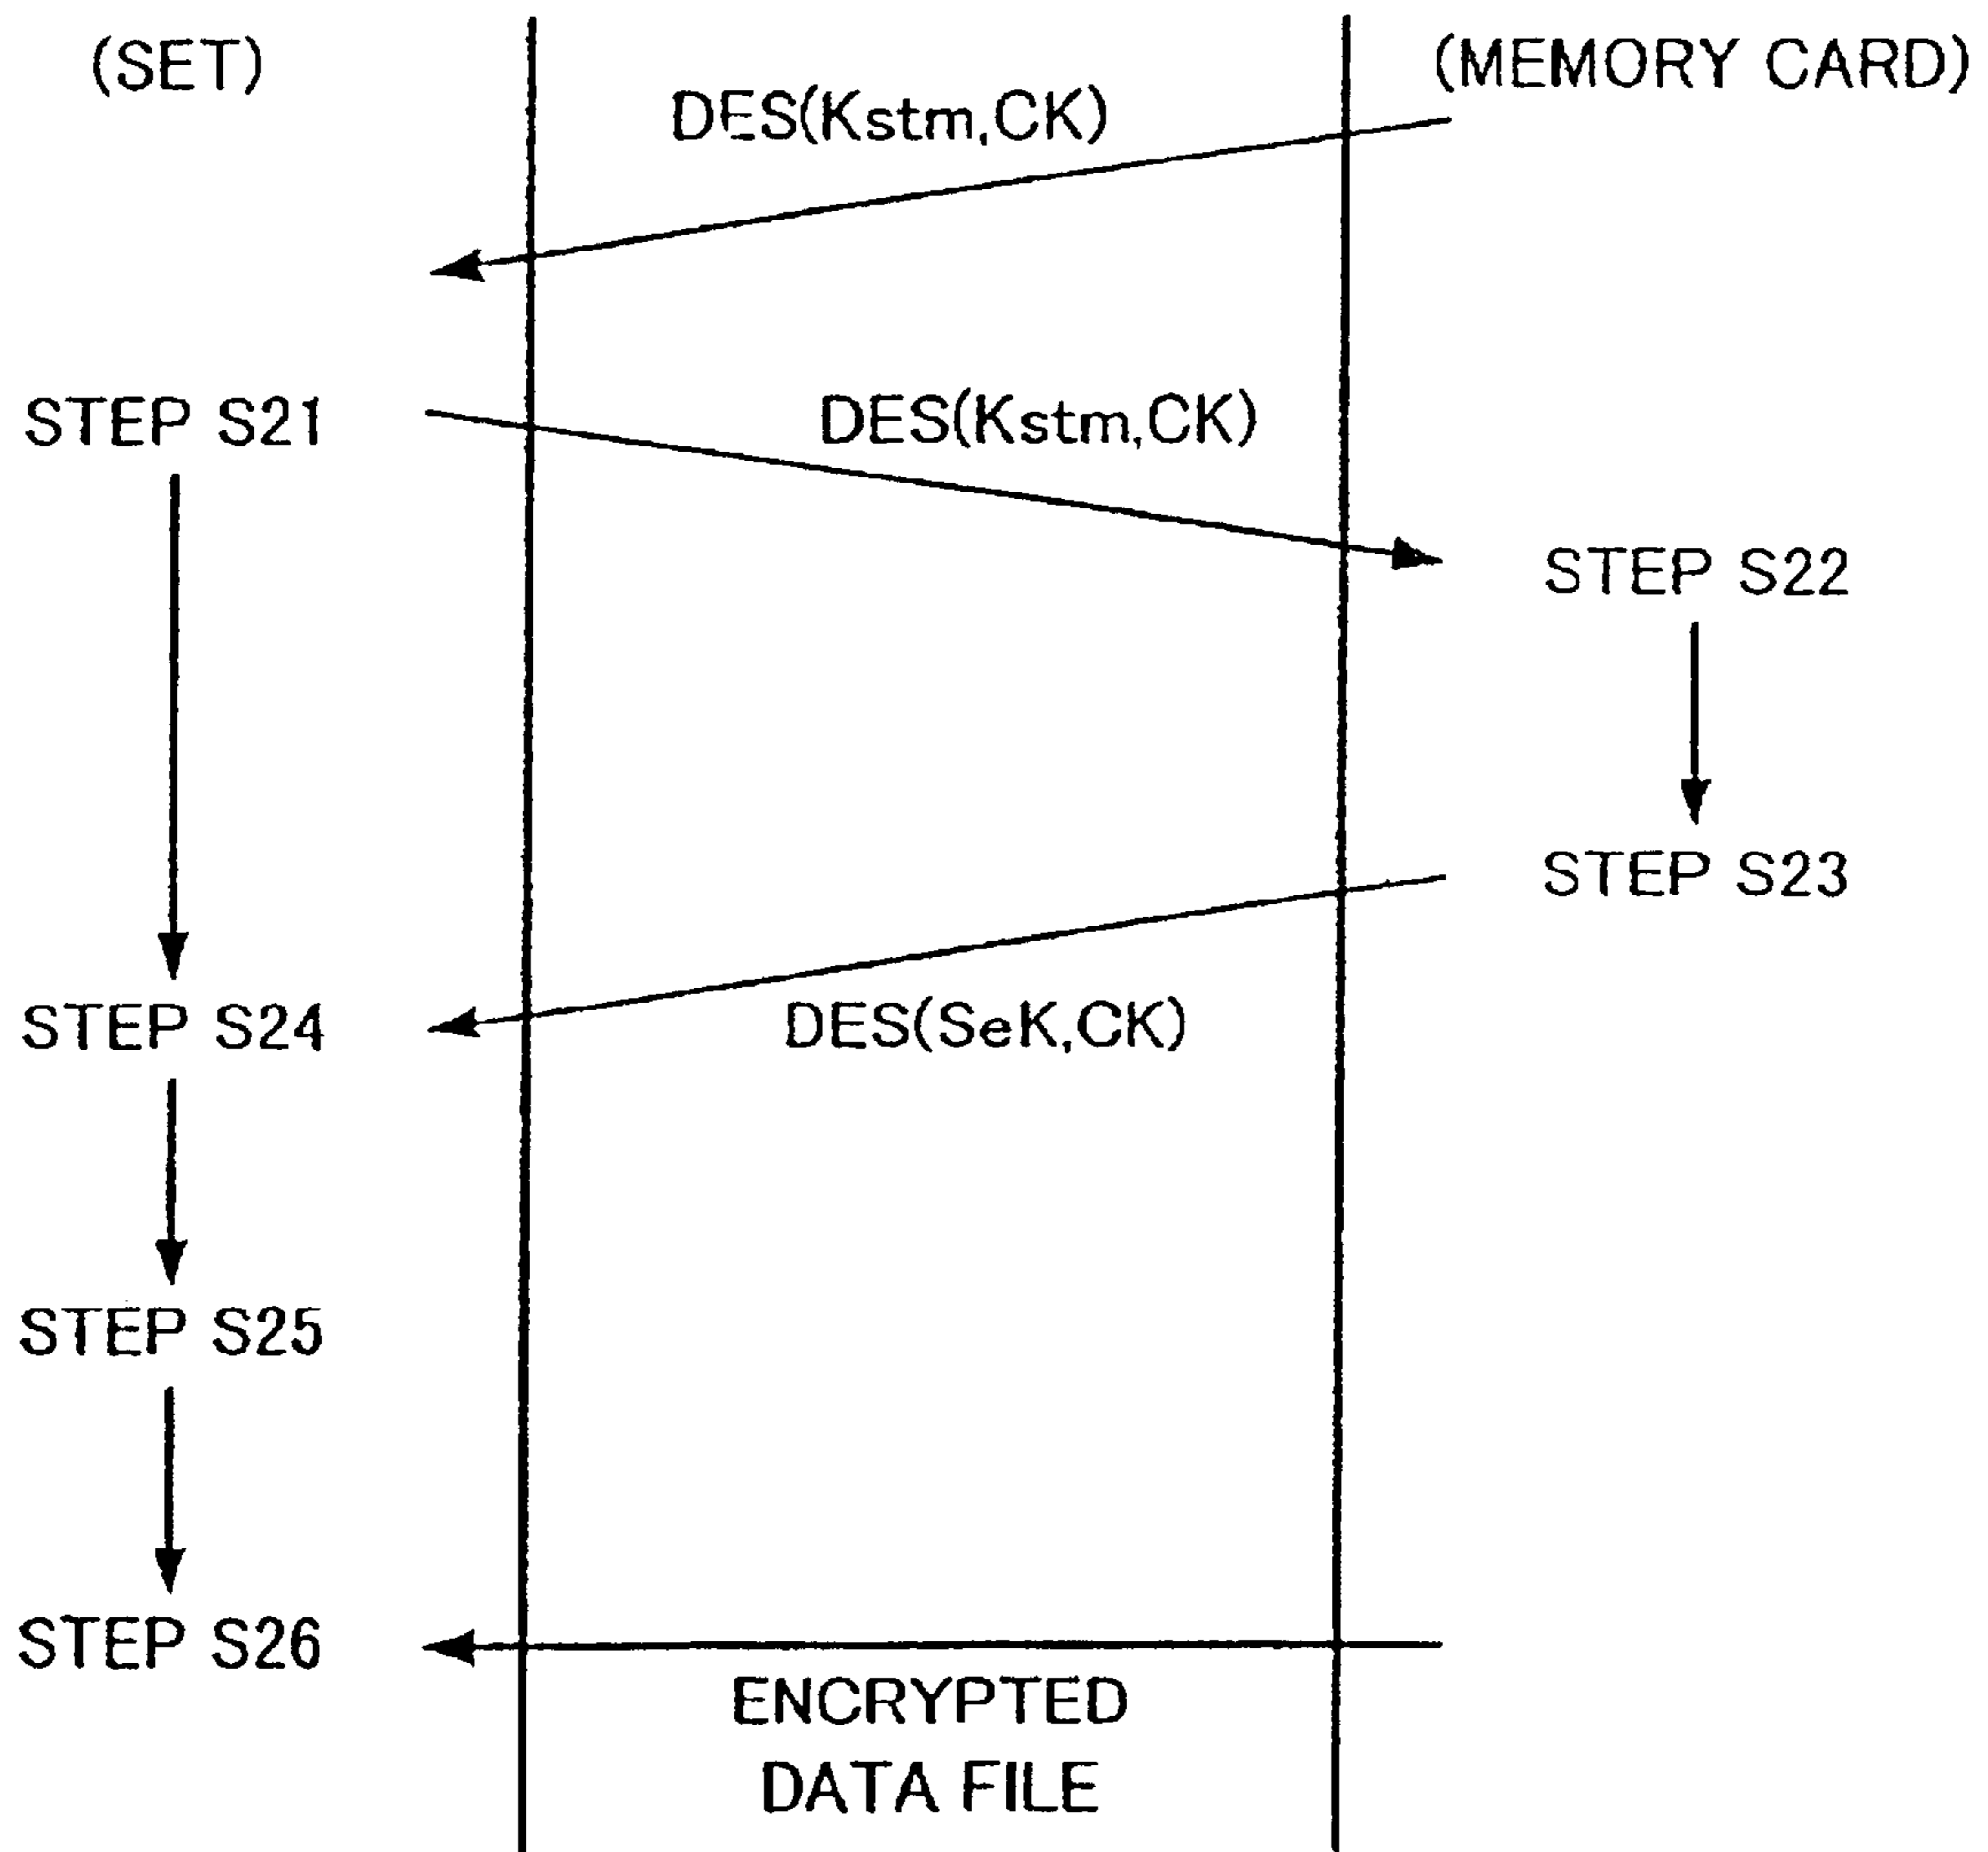 (SET)
(MEMORY CARD)
DES(Kstm,CK)
STEP S21
DES(Kstm,CK)
STEP S22
STEP S23
STEP S24
DES(SeK,CK)
STEP S25
STEP S26
ENCRYPTED
DATA FILE